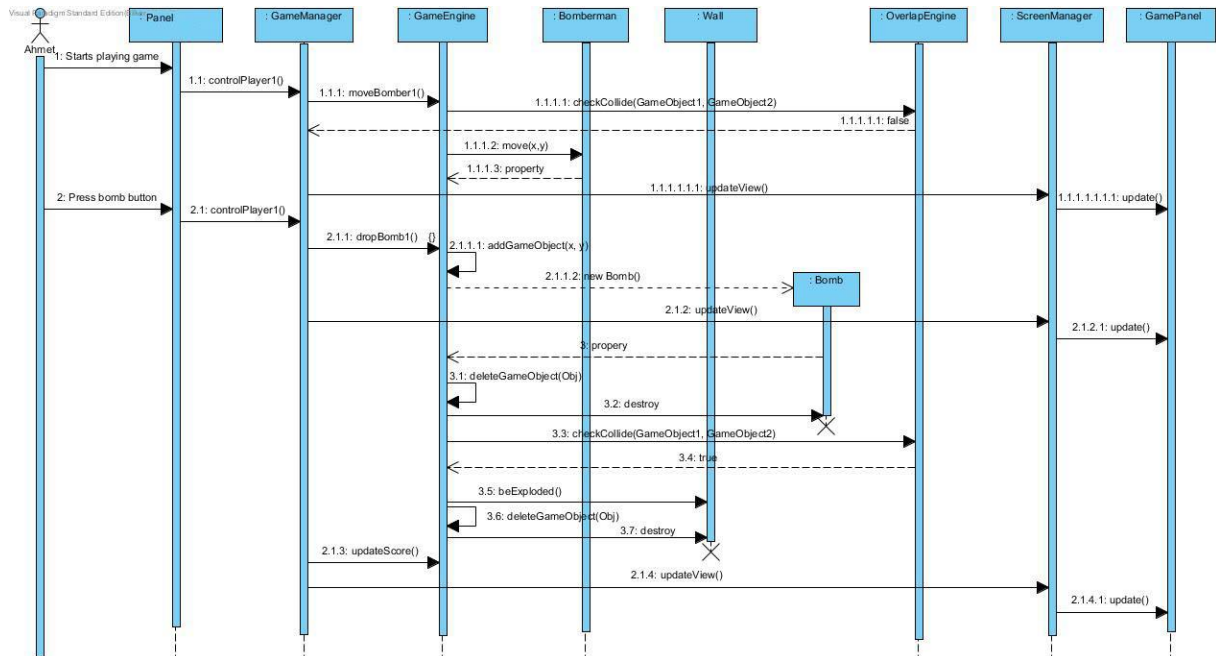 Visual Paradigm Standard Edition
: Panel
: GameManager
: GameEngine
: Bomberman
: Wall
: OverlapEngine
: ScreenManager
: GamePanel
Ahmet
1: Starts playing game
1.1: controlPlayer1()
1.1.1: moveBomber1()
1.1.1.1: checkCollide(GameObject1, GameObject2)
1.1.1.1.1: false
1.1.1.2: move(x,y)
1.1.1.3: property
1.1.1.1.1.1: updateView()
1.1.1.1.1.1.1: update()
2: Press bomb button
2.1: controlPlayer1()
2.1.1: dropBomb1() {}
2.1.1.1: addGameObject(x, y)
2.1.1.2: new Bomb()
: Bomb
2.1.2: updateView()
2.1.2.1: update()
3: propery
3.1: deleteGameObject(Obj)
3.2: destroy
3.3: checkCollide(GameObject1, GameObject2)
3.4: true
3.5: beExploded()
3.6: deleteGameObject(Obj)
3.7: destroy
2.1.3: updateScore()
2.1.4: updateView()
2.1.4.1: update()